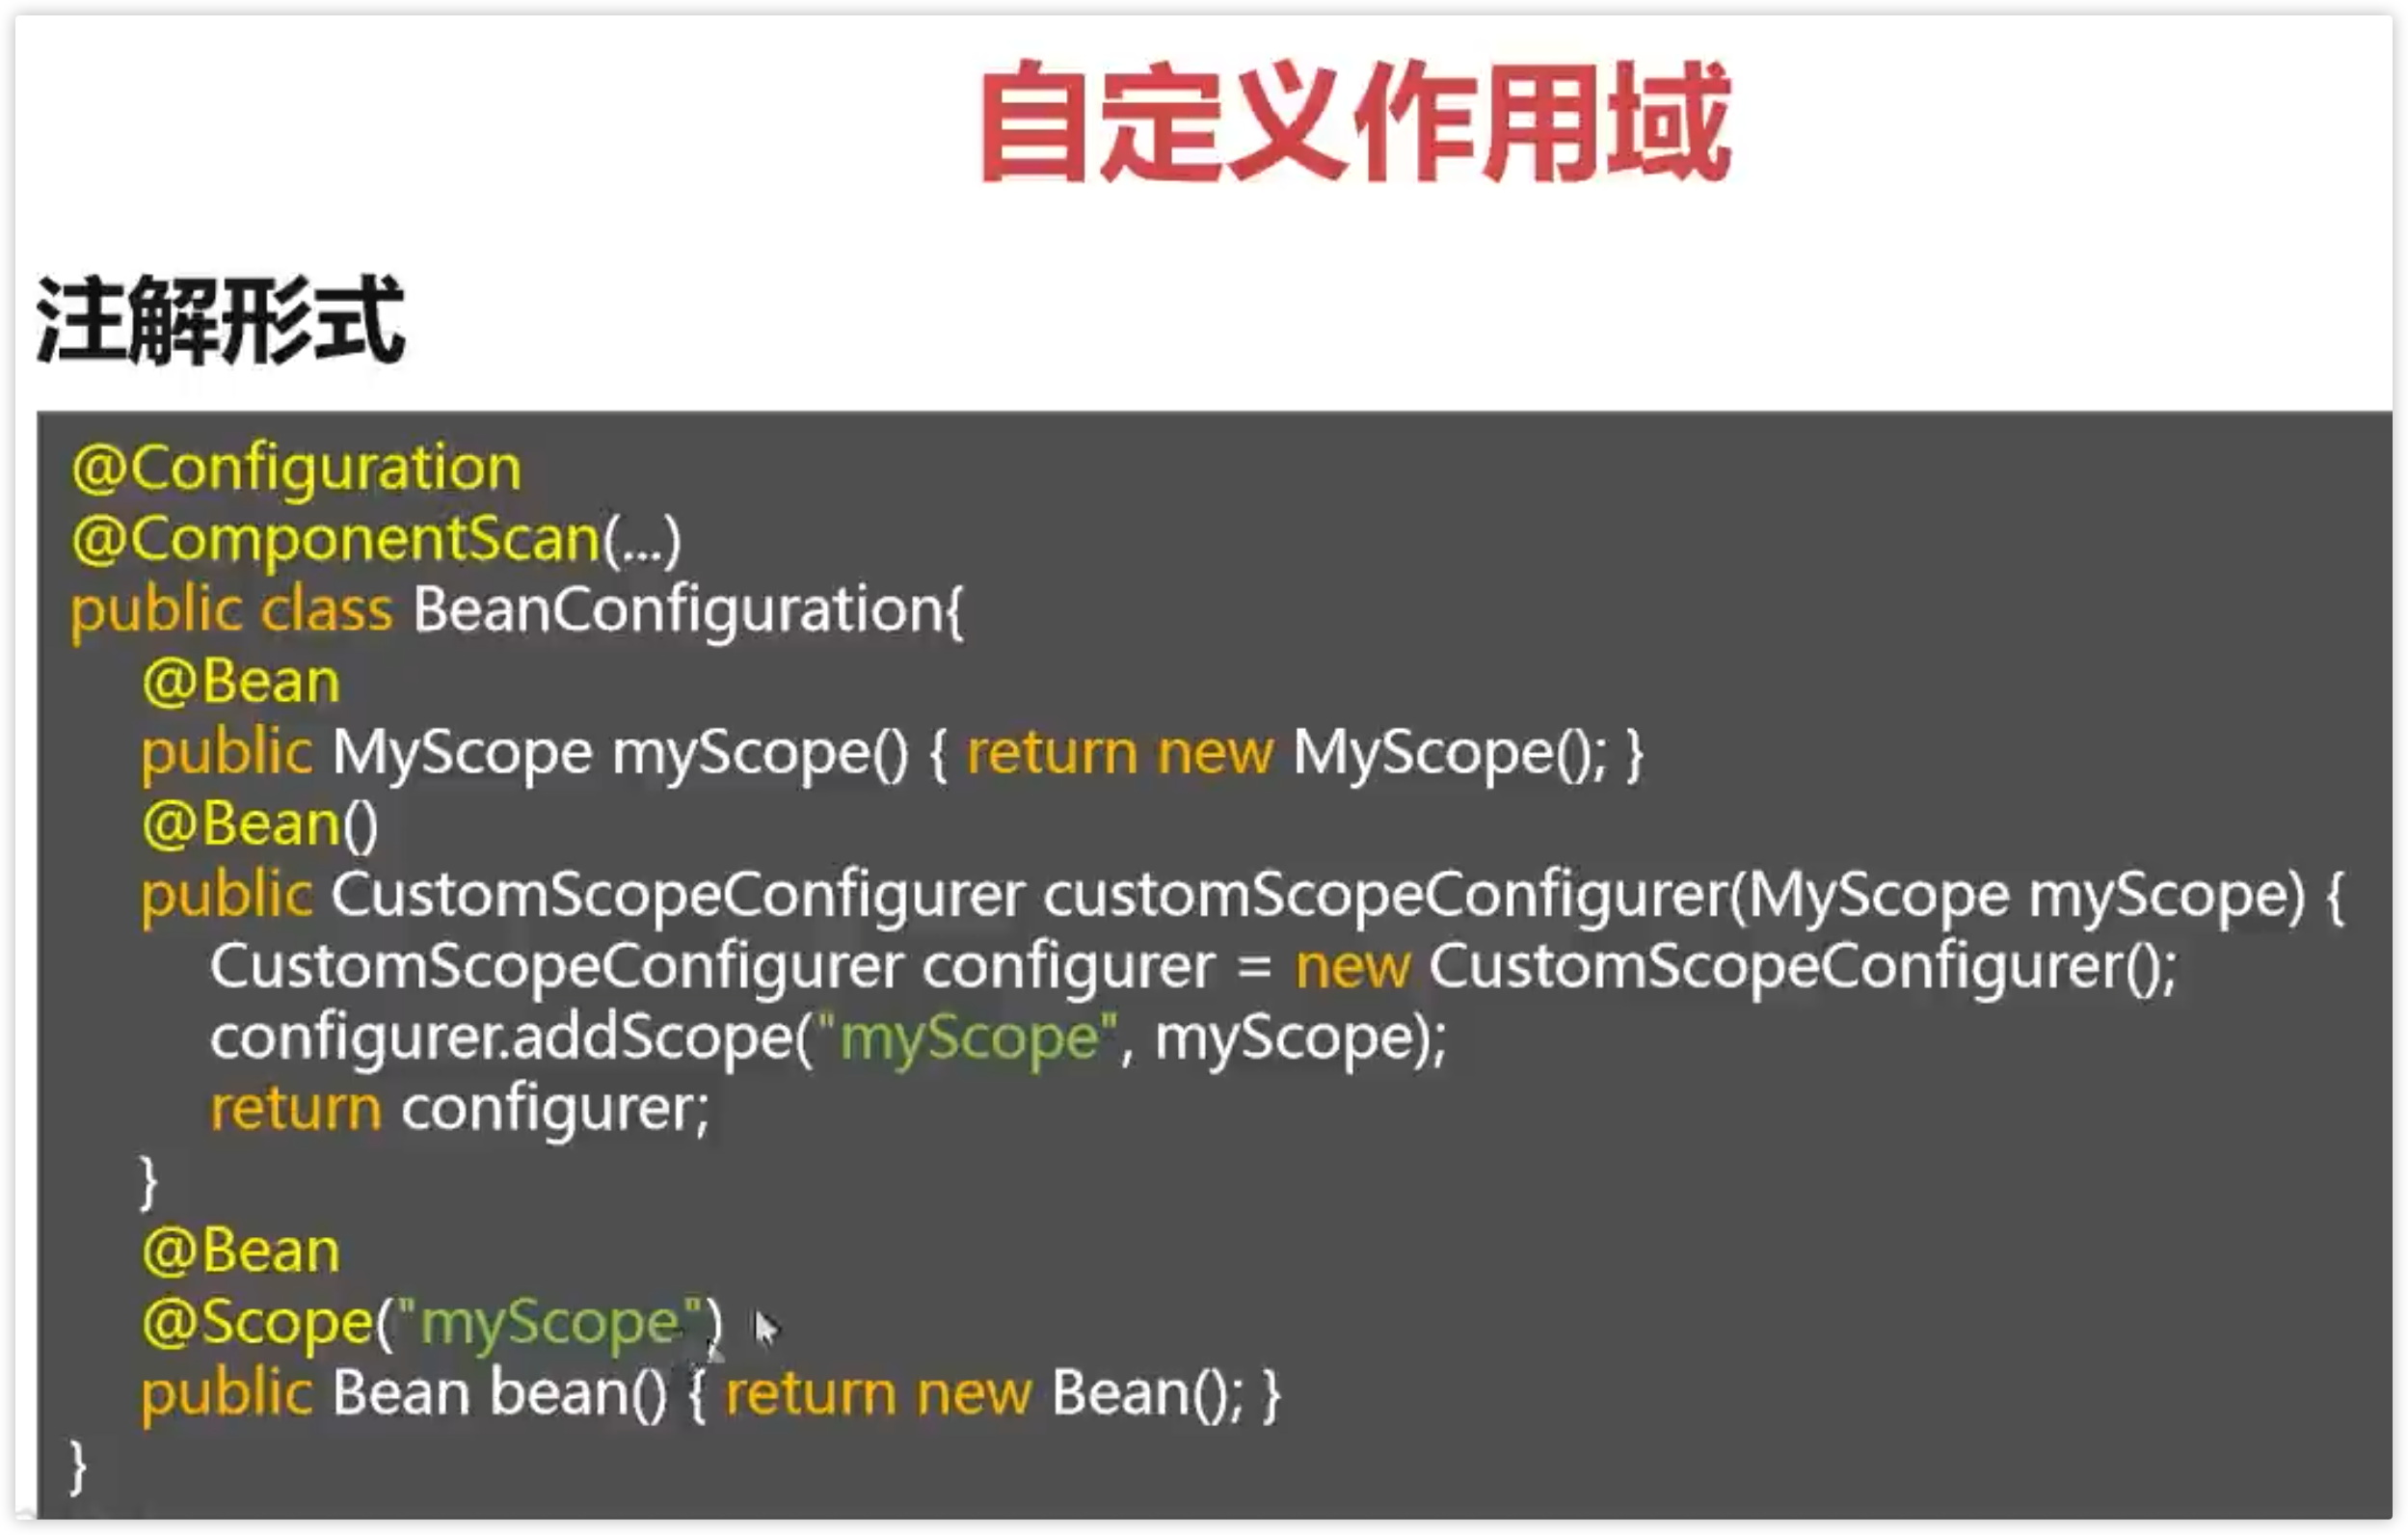 自定义作用域
注解形式
@Configuration
@ComponentScan(...)
public class BeanConfiguration{
@Bean
public MyScope myScope() { return new MyScope(); }
@Bean()
public CustomScopeConfigurer customScopeConfigurer(MyScope myScope) {
CustomScopeConfigurer configurer = new CustomScopeConfigurer();
configurer.addScope("myScope", myScope);
return configurer;
}
@Bean
@Scope("myScope")
public Bean bean() { return new Bean(); }
}